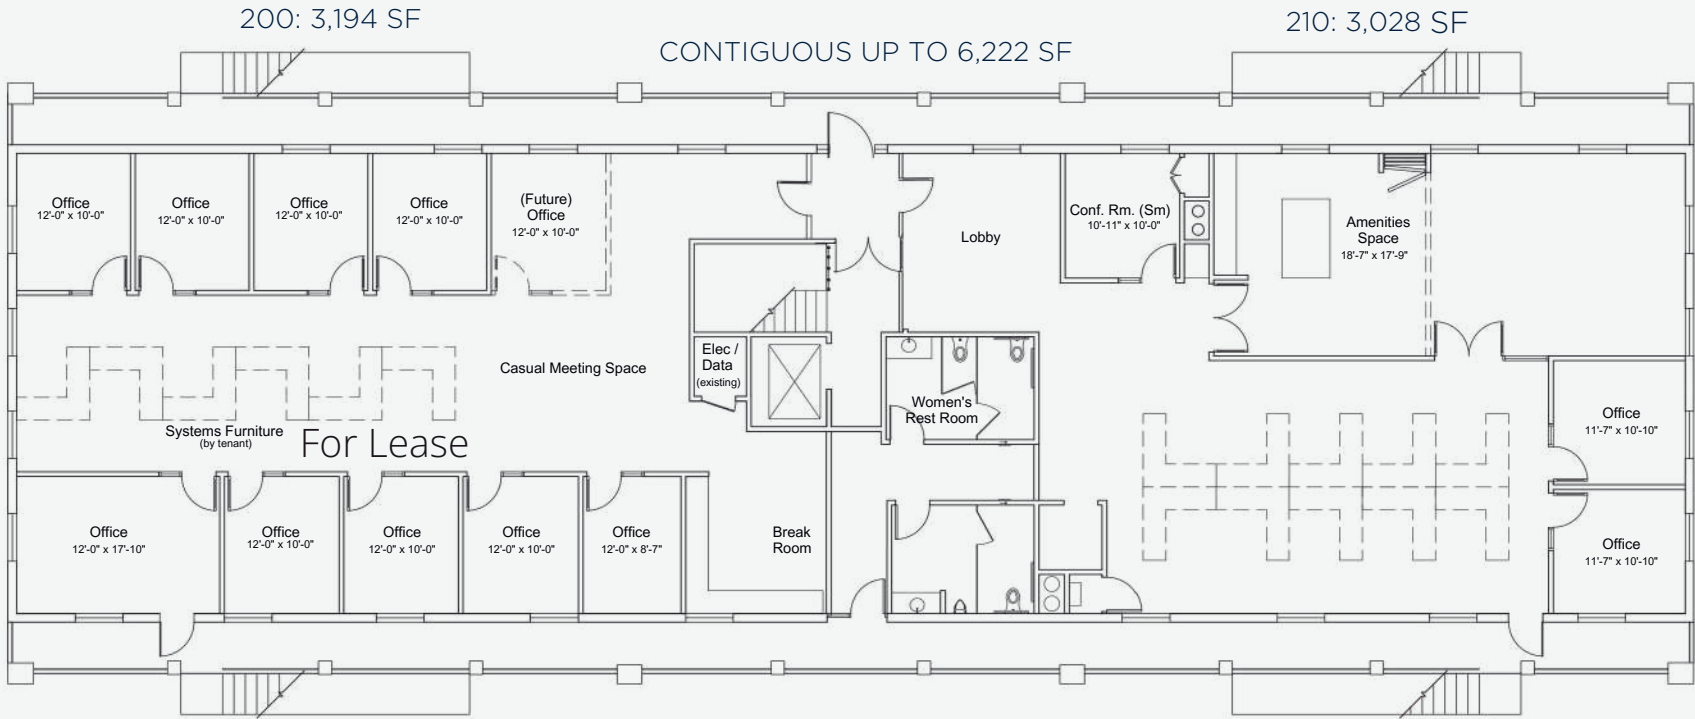 200: 3,194 SF
210: 3,028 SF
CONTIGUOUS UP TO 6,222 SF
Office
12'-0" x 10'-0"
Office
12'-0" x 10'-0"
Office
12'-0" x 10'-0"
Office
12'-0" x 10'-0"
(Future)
Office
12'-0" x 10'-0"
Lobby
Conf. Rm. (Sm)
10'-11" x 10'-0"
Amenities
Space
18'-7" x 17'-9"
Casual Meeting Space
Elec /
Data
(existing)
Women's
Rest Room
Systems Furniture
(by tenant)
For Lease
Office
11'-7" x 10'-10"
Office
12'-0" x 17'-10"
Office
12'-0" x 10'-0"
Office
12'-0" x 10'-0"
Office
12'-0" x 10'-0"
Office
12'-0" x 8'-7"
Break
Room
Office
11'-7" x 10'-10"